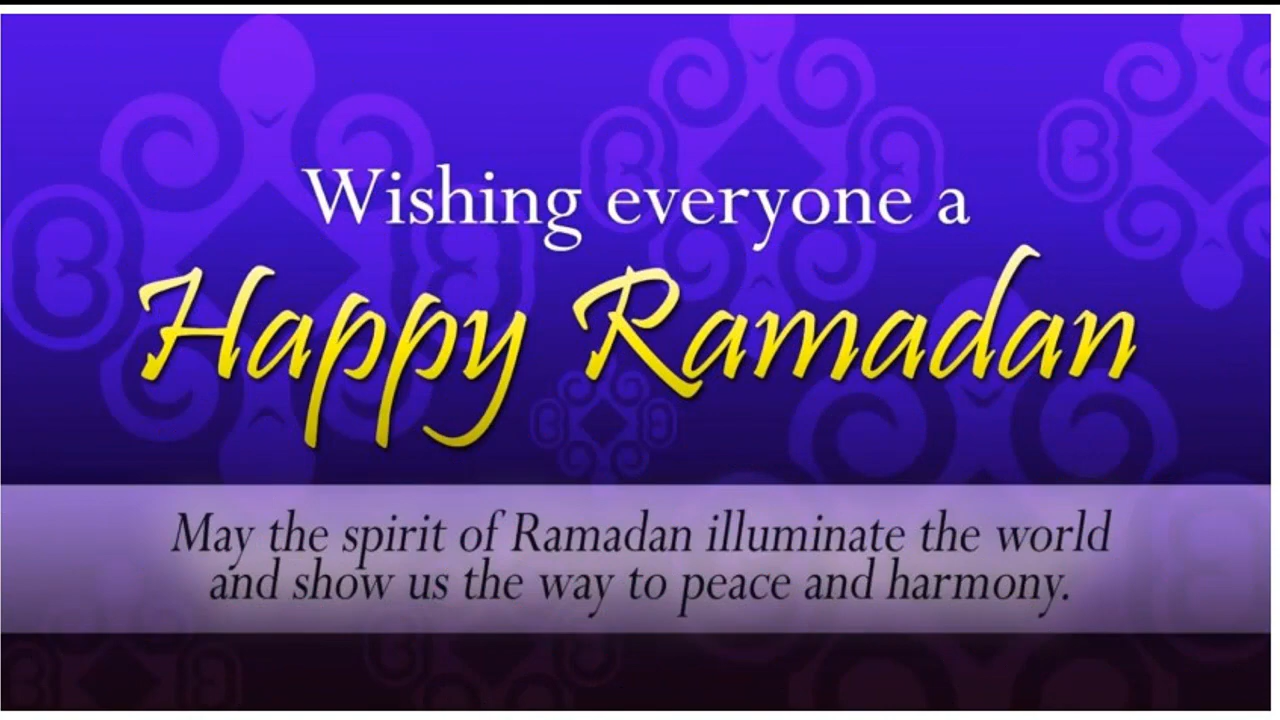 Wishing everyone a
Happy Ramadan
May the spirit of Ramadan illuminate the world
and show us the way to peace and harmony.